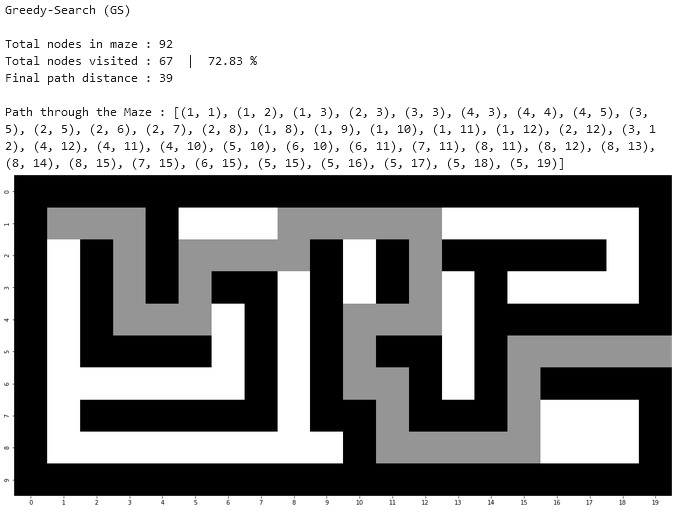 Greedy-Search (GS)
Total nodes in maze : 92
Total nodes visited : 67  |  72.83 %
Final path distance : 39
Path through the Maze : [(1, 1), (1, 2), (1, 3), (2, 3), (3, 3), (4, 3), (4, 4), (4, 5), (3,
5), (2, 5), (2, 6), (2, 7), (2, 8), (1, 8), (1, 9), (1, 10), (1, 11), (1, 12), (2, 12), (3, 1
2), (4, 12), (4, 11), (4, 10), (5, 10), (6, 10), (6, 11), (7, 11), (8, 11), (8, 12), (8, 13),
(8, 14), (8, 15), (7, 15), (6, 15), (5, 15), (5, 16), (5, 17), (5, 18), (5, 19)]
0
1
2
3
4
5
6
7
8
9
0 1 2 3 4 5 6 7 8 9 10 11 12 13 14 15 16 17 18 19